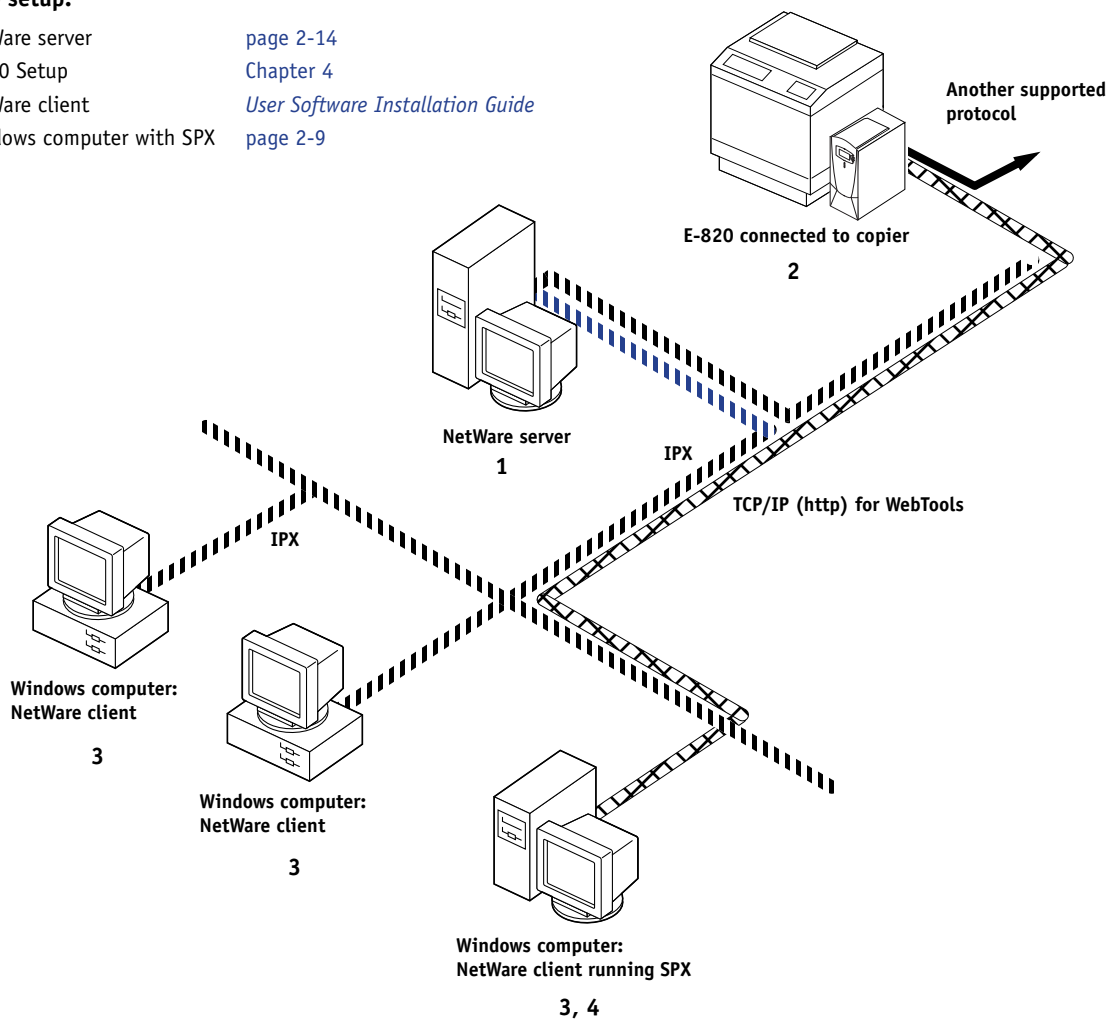 setup:
Ware server page 2-14
0 Setup Chapter 4
Ware client User Software Installation Guide
dows computer with SPX page 2-9
Another supported
protocol
E-820 connected to copier
2
NetWare server
1
IPX
TCP/IP (http) for WebTools
IPX
Windows computer:
NetWare client
3
Windows computer:
NetWare client
3
Windows computer:
NetWare client running SPX
3, 4